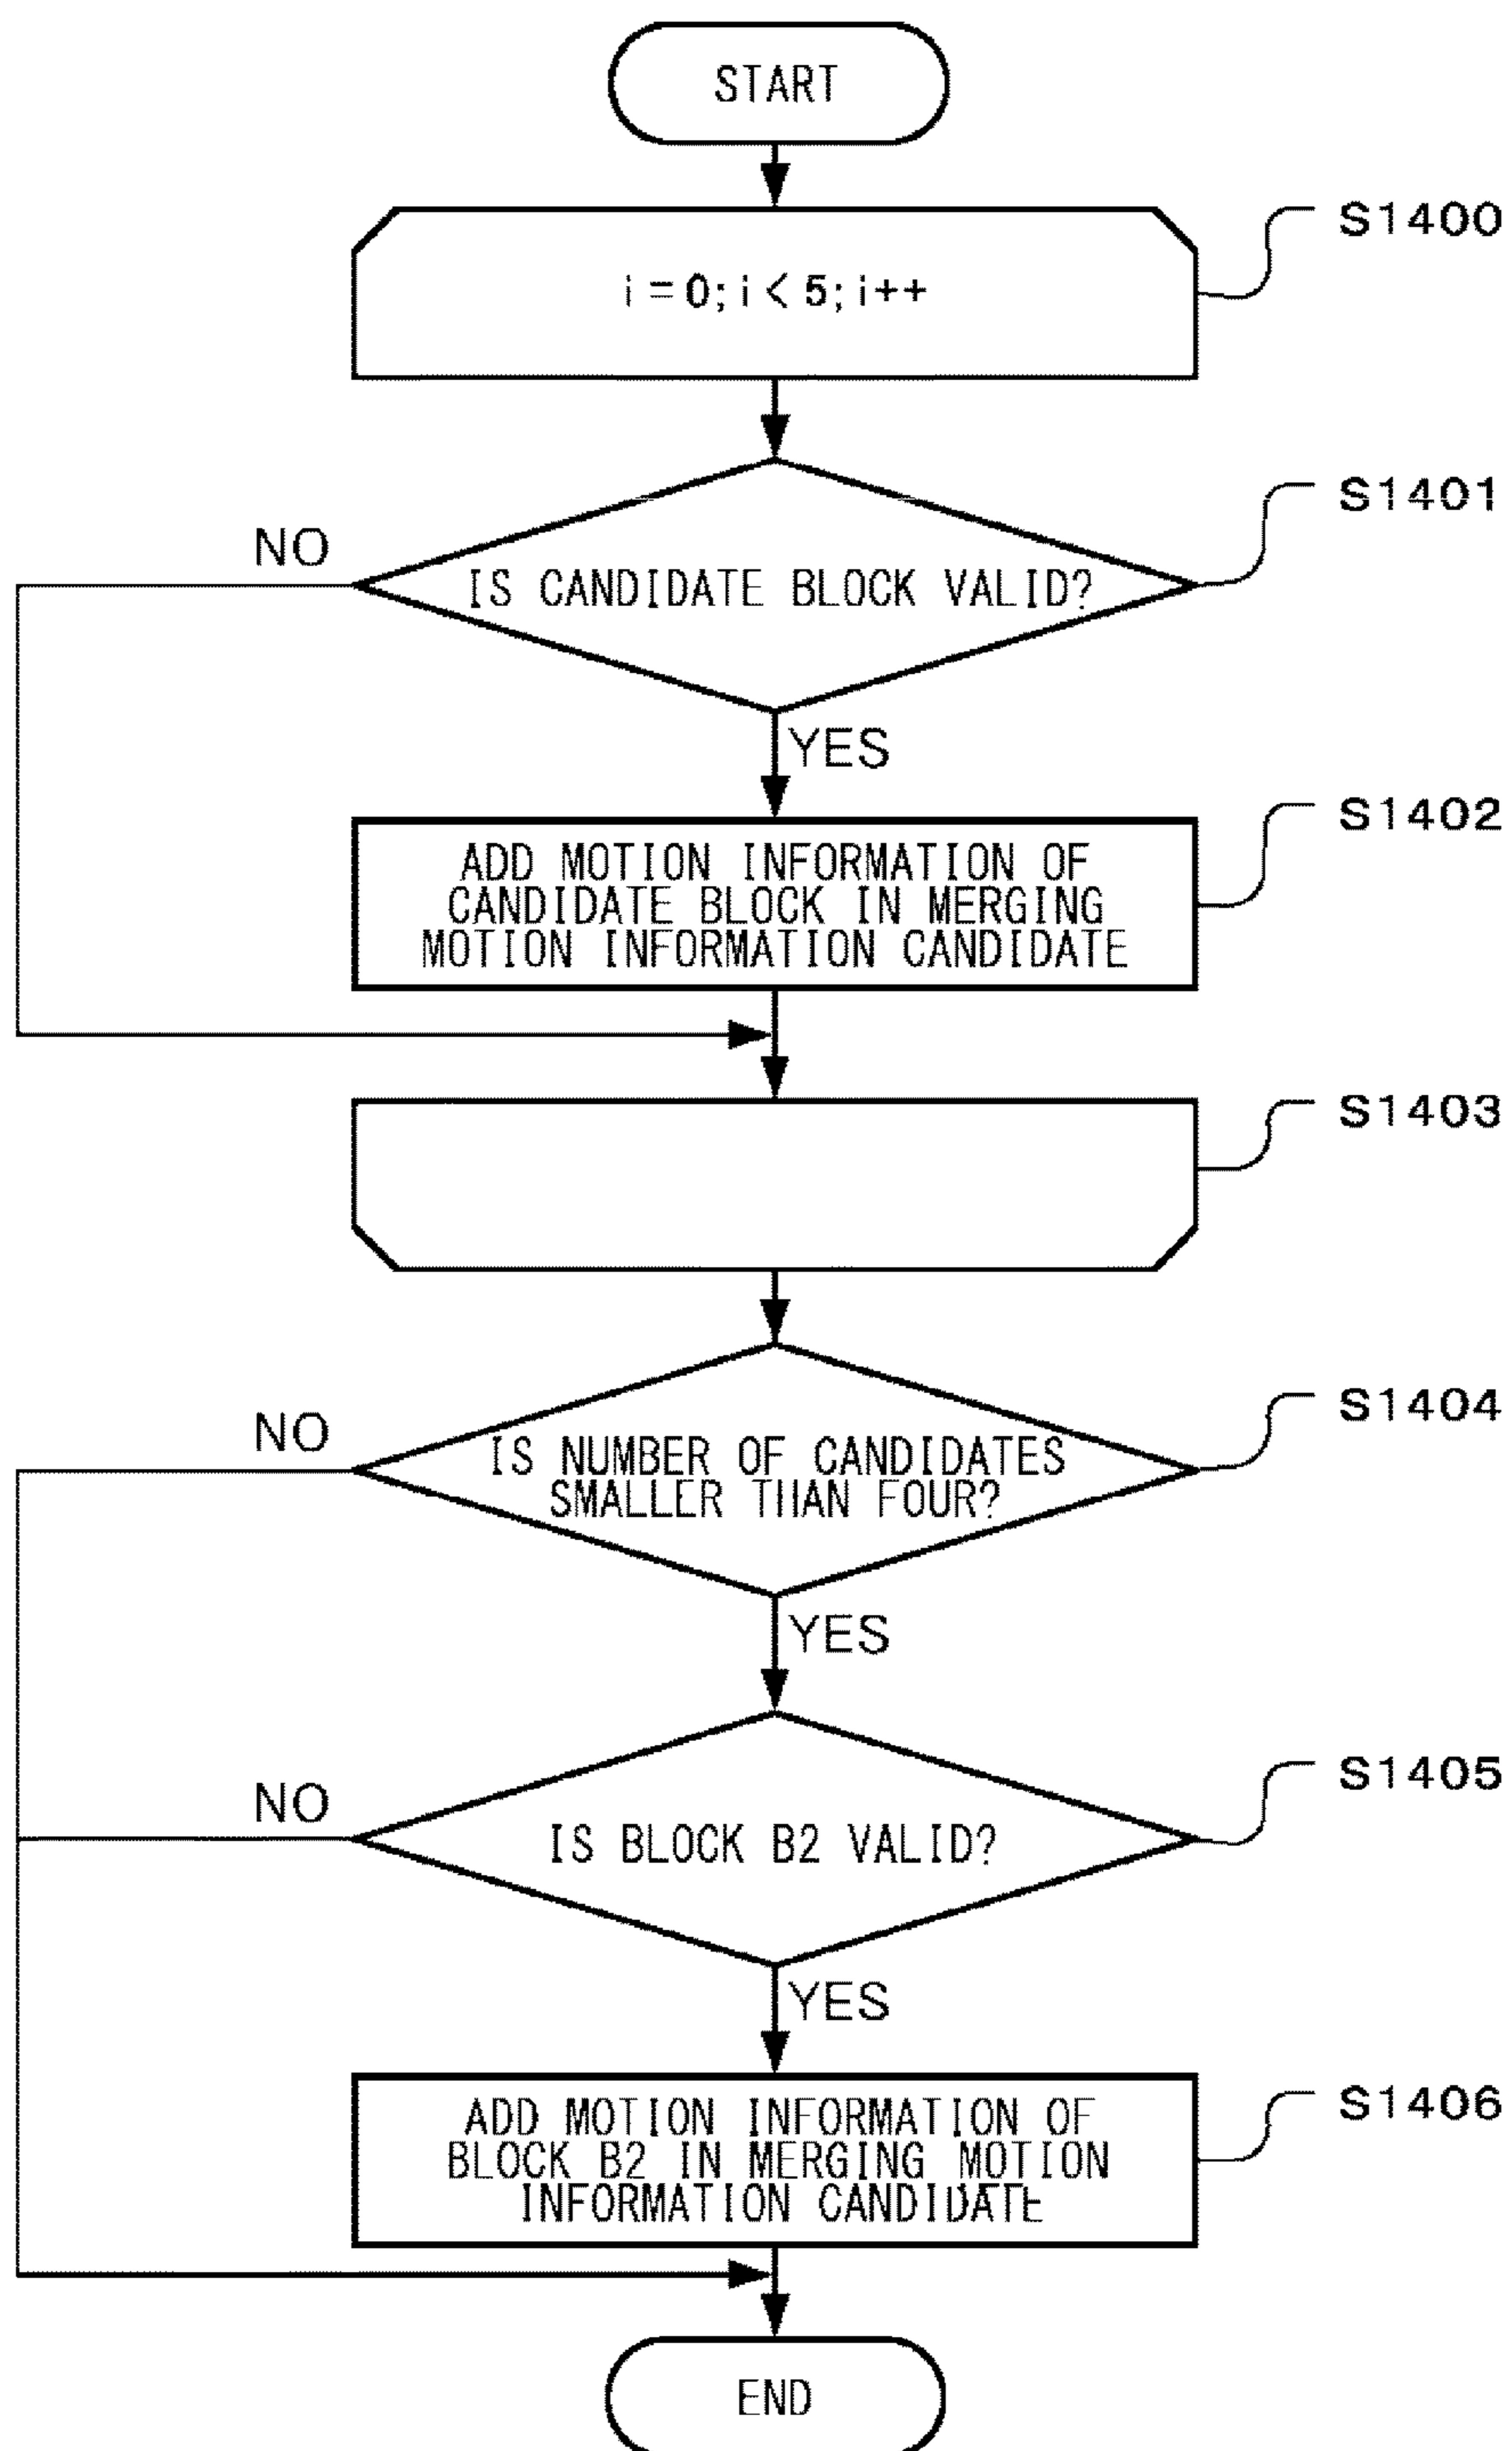 START
i=0;i<5;i++
S1400
IS CANDIDATE BLOCK VALID?
S1401
NO
YES
ADD MOTION INFORMATION OF
CANDIDATE BLOCK IN MERGING
MOTION INFORMATION CANDIDATE
S1402
S1403
IS NUMBER OF CANDIDATES
SMALLER THAN FOUR?
S1404
NO
YES
IS BLOCK B2 VALID?
S1405
NO
YES
ADD MOTION INFORMATION OF
BLOCK B2 IN MERGING MOTION
INFORMATION CANDIDATE
S1406
END